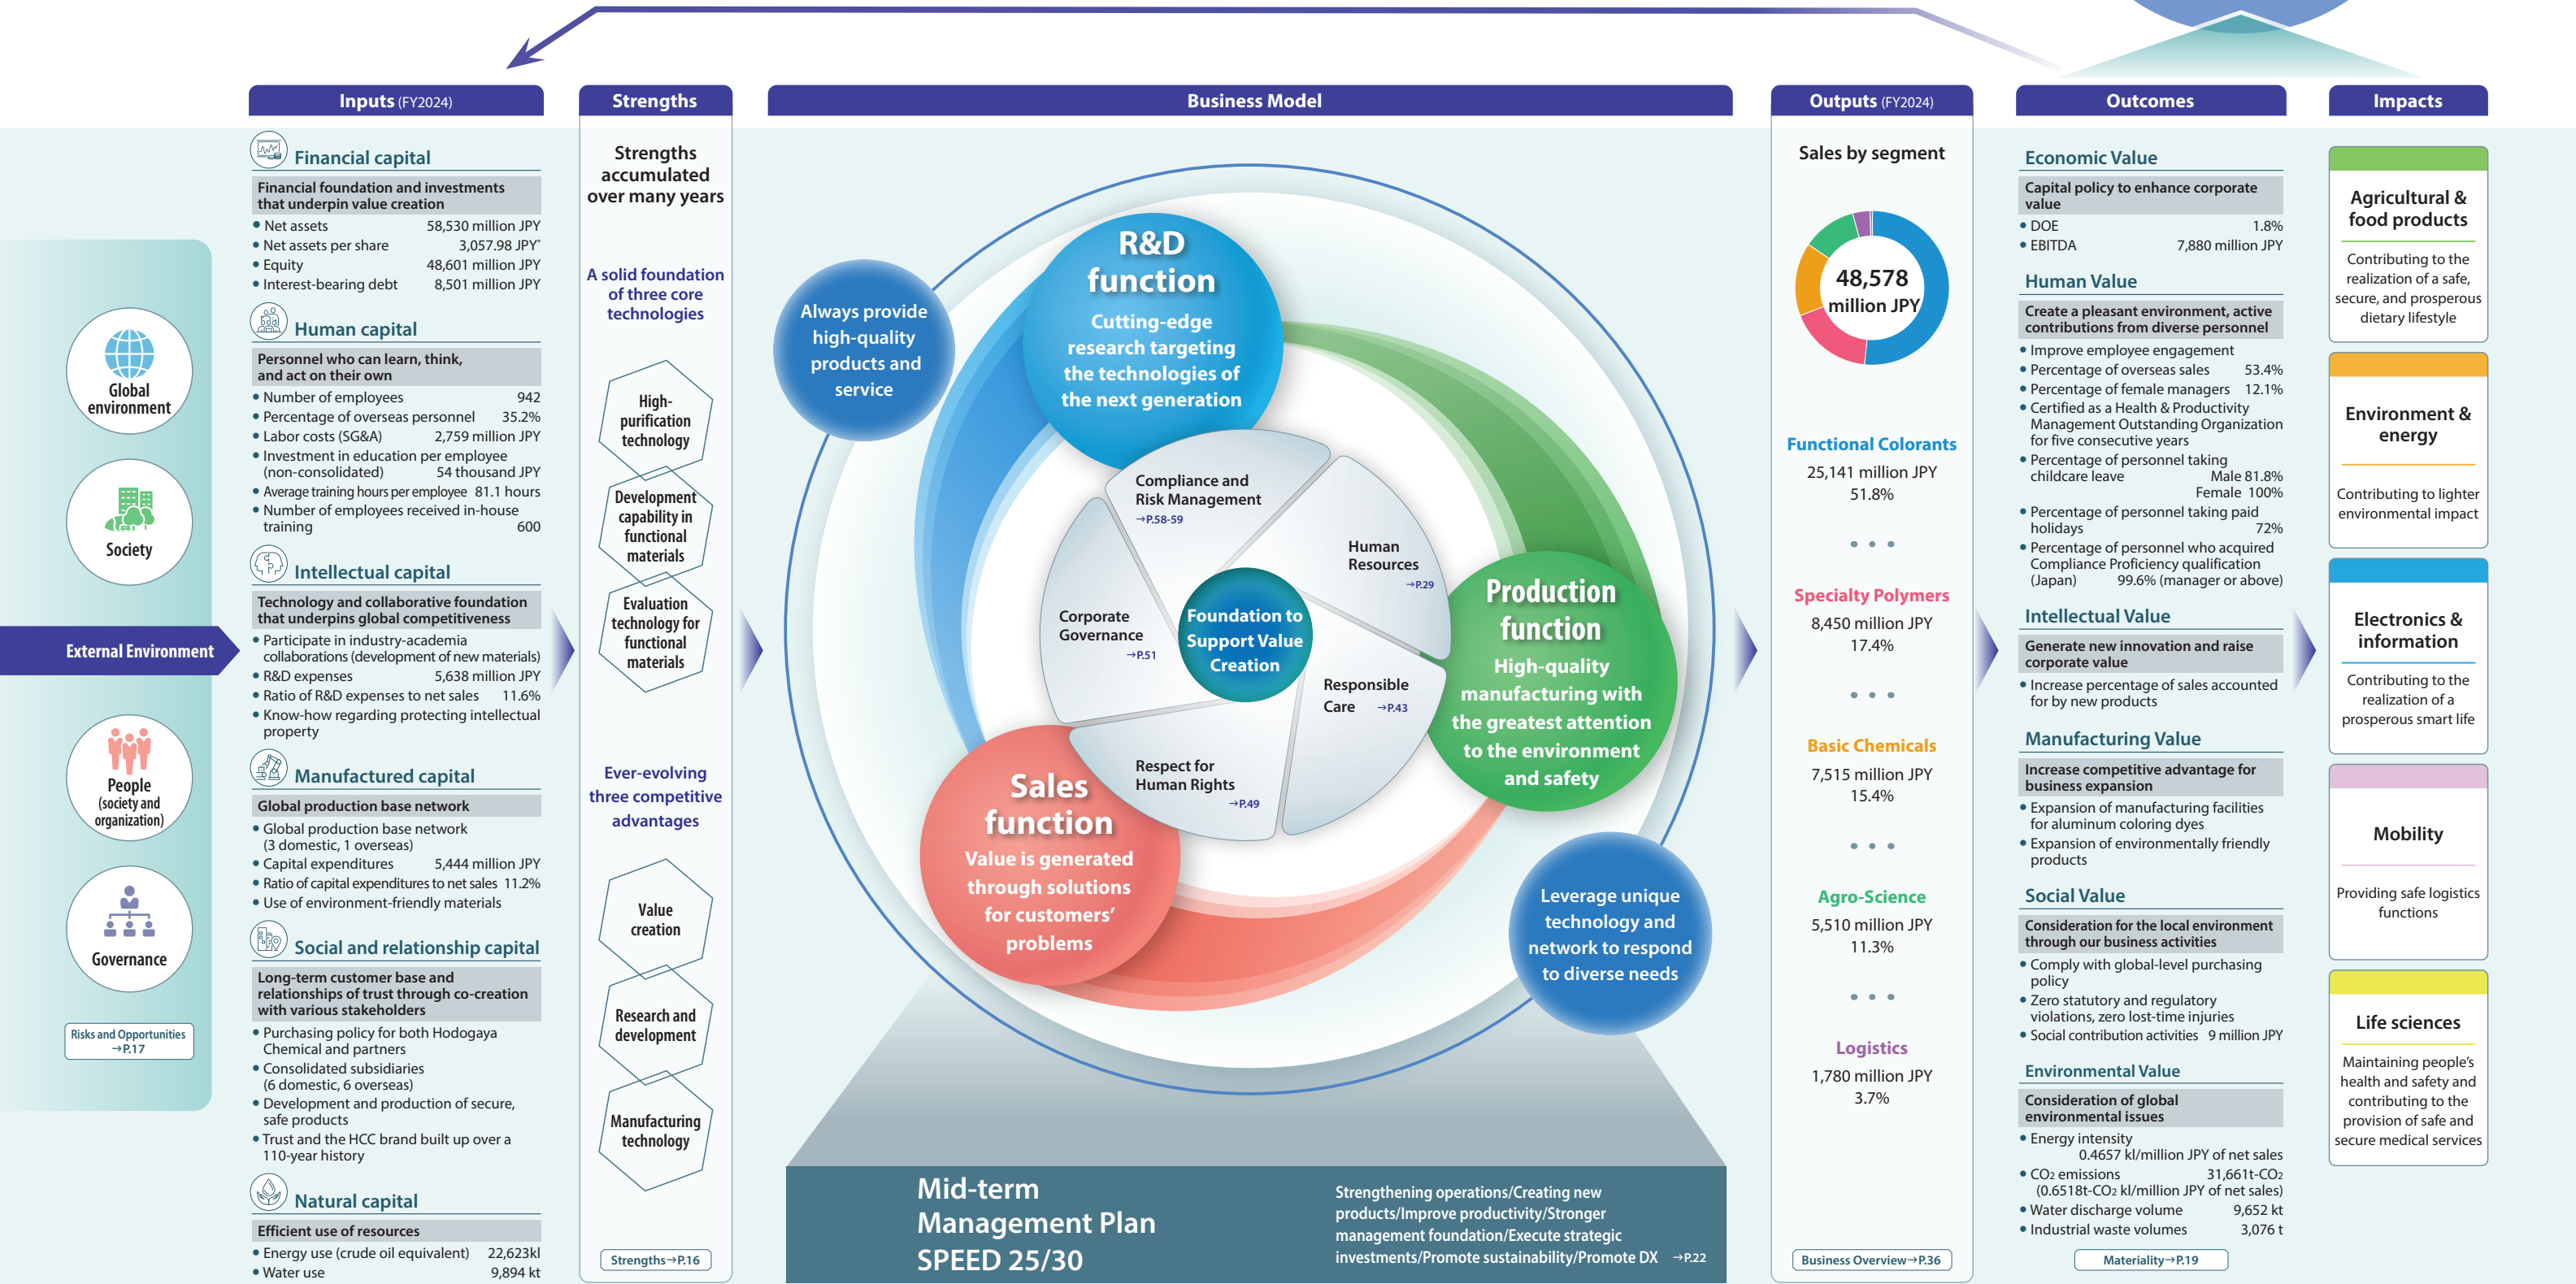 External Environment
Global
environment
Society
People
(society and
organization)
Governance
Risks and Opportunities
→P.17
Inputs (FY2024)
Financial capital
Financial foundation and investments
that underpin value creation
• Net assets 58,530 million JPY
• Net assets per share 3,057.98 JPY*
• Equity 48,601 million JPY
• Interest-bearing debt 8,501 million JPY
Human capital
Personnel who can learn, think,
and act on their own
• Number of employees 942
• Percentage of overseas personnel 35.2%
• Labor costs (SG&A) 2,759 million JPY
• Investment in education per employee
(non-consolidated) 54 thousand JPY
• Average training hours per employee 81.1 hours
• Number of employees received in-house
training 600
Intellectual capital
Technology and collaborative foundation
that underpins global competitiveness
• Participate in industry-academia
collaborations (development of new materials)
• R&D expenses 5,638 million JPY
• Ratio of R&D expenses to net sales 11.6%
• Know-how regarding protecting intellectual
property
Manufactured capital
Global production base network
• Global production base network
(3 domestic, 1 overseas)
• Capital expenditures 5,444 million JPY
• Ratio of capital expenditures to net sales 11.2%
• Use of environment-friendly materials
Social and relationship capital
Long-term customer base and
relationships of trust through co-creation
with various stakeholders
• Purchasing policy for both Hodogaya
Chemical and partners
• Consolidated subsidiaries
(6 domestic, 6 overseas)
• Development and production of secure,
safe products
• Trust and the HCC brand built up over a
110-year history
Natural capital
Efficient use of resources
• Energy use (crude oil equivalent) 22,623kl
• Water use 9,894 kt
Strengths
Strengths
accumulated
over many years
A solid foundation
of three core
technologies
High-
purification
technology
Development
capability in
functional
materials
Evaluation
technology for
functional
materials
Ever-evolving
three competitive
advantages
Value
creation
Research and
development
Manufacturing
technology
Strengths→P.16
Business Model
Always provide
high-quality
products and
service
R&D
function
Cutting-edge
research targeting
the technologies of
the next generation
Compliance and
Risk Management
→P.58-59
Human
Resources
→P.29
Corporate
Governance
→P.51
Foundation to
Support Value
Creation
Responsible
Care →P.43
Respect for
Human Rights
→P.49
Production
function
High-quality
manufacturing with
the greatest attention
to the environment
and safety
Sales
function
Value is generated
through solutions
for customers’
problems
Leverage unique
technology and
network to respond
to diverse needs
Mid-term
Management Plan
SPEED 25/30
Strengthening operations/Creating new
products/Improve productivity/Stronger
management foundation/Execute strategic
investments/Promote sustainability/Promote DX →P.22
Outputs (FY2024)
Sales by segment
48,578
million JPY
Functional Colorants
25,141 million JPY
51.8%
• • •
Specialty Polymers
8,450 million JPY
17.4%
• • •
Basic Chemicals
7,515 million JPY
15.4%
• • •
Agro-Science
5,510 million JPY
11.3%
• • •
Logistics
1,780 million JPY
3.7%
Business Overview→P.36
Outcomes
Economic Value
Capital policy to enhance corporate
value
• DOE 1.8%
• EBITDA 7,880 million JPY
Human Value
Create a pleasant environment, active
contributions from diverse personnel
• Improve employee engagement
• Percentage of overseas sales 53.4%
• Percentage of female managers 12.1%
• Certified as a Health & Productivity
Management Outstanding Organization
for five consecutive years
• Percentage of personnel taking
childcare leave Male 81.8%
Female 100%
• Percentage of personnel taking paid
holidays 72%
• Percentage of personnel who acquired
Compliance Proficiency qualification
(Japan) 99.6% (manager or above)
Intellectual Value
Generate new innovation and raise
corporate value
• Increase percentage of sales accounted
for by new products
Manufacturing Value
Increase competitive advantage for
business expansion
• Expansion of manufacturing facilities
for aluminum coloring dyes
• Expansion of environmentally friendly
products
Social Value
Consideration for the local environment
through our business activities
• Comply with global-level purchasing
policy
• Zero statutory and regulatory
violations, zero lost-time injuries
• Social contribution activities 9 million JPY
Environmental Value
Consideration of global
environmental issues
• Energy intensity
0.4657 kl/million JPY of net sales
• CO2 emissions 31,661t-CO2
(0.6518t-CO2 kl/million JPY of net sales)
• Water discharge volume 9,652 kt
• Industrial waste volumes 3,076 t
Materiality→P.19
Impacts
Agricultural &
food products
Contributing to the
realization of a safe,
secure, and prosperous
dietary lifestyle
Environment &
energy
Contributing to lighter
environmental impact
Electronics &
information
Contributing to the
realization of a
prosperous smart life
Mobility
Providing safe logistics
functions
Life sciences
Maintaining people’s
health and safety and
contributing to the
provision of safe and
secure medical services